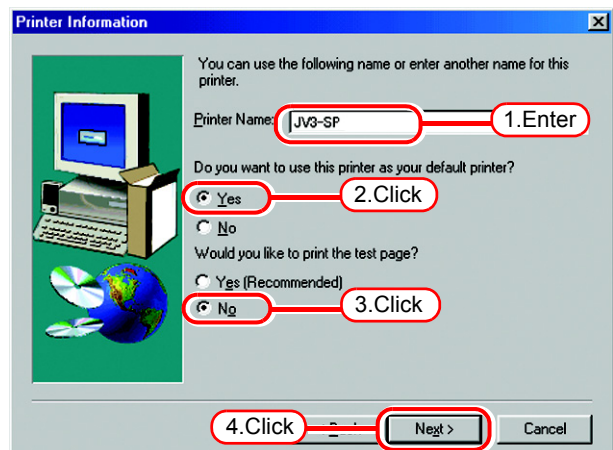 Printer Information
You can use the following name or enter another name for this
printer.
Printer Name: JV3-SP 1.Enter
Do you want to use this printer as your default printer?
Yes 2.Click
No
Would you like to print the test page?
Yes (Recommended)
No 3.Click
4.Click Next > Cancel